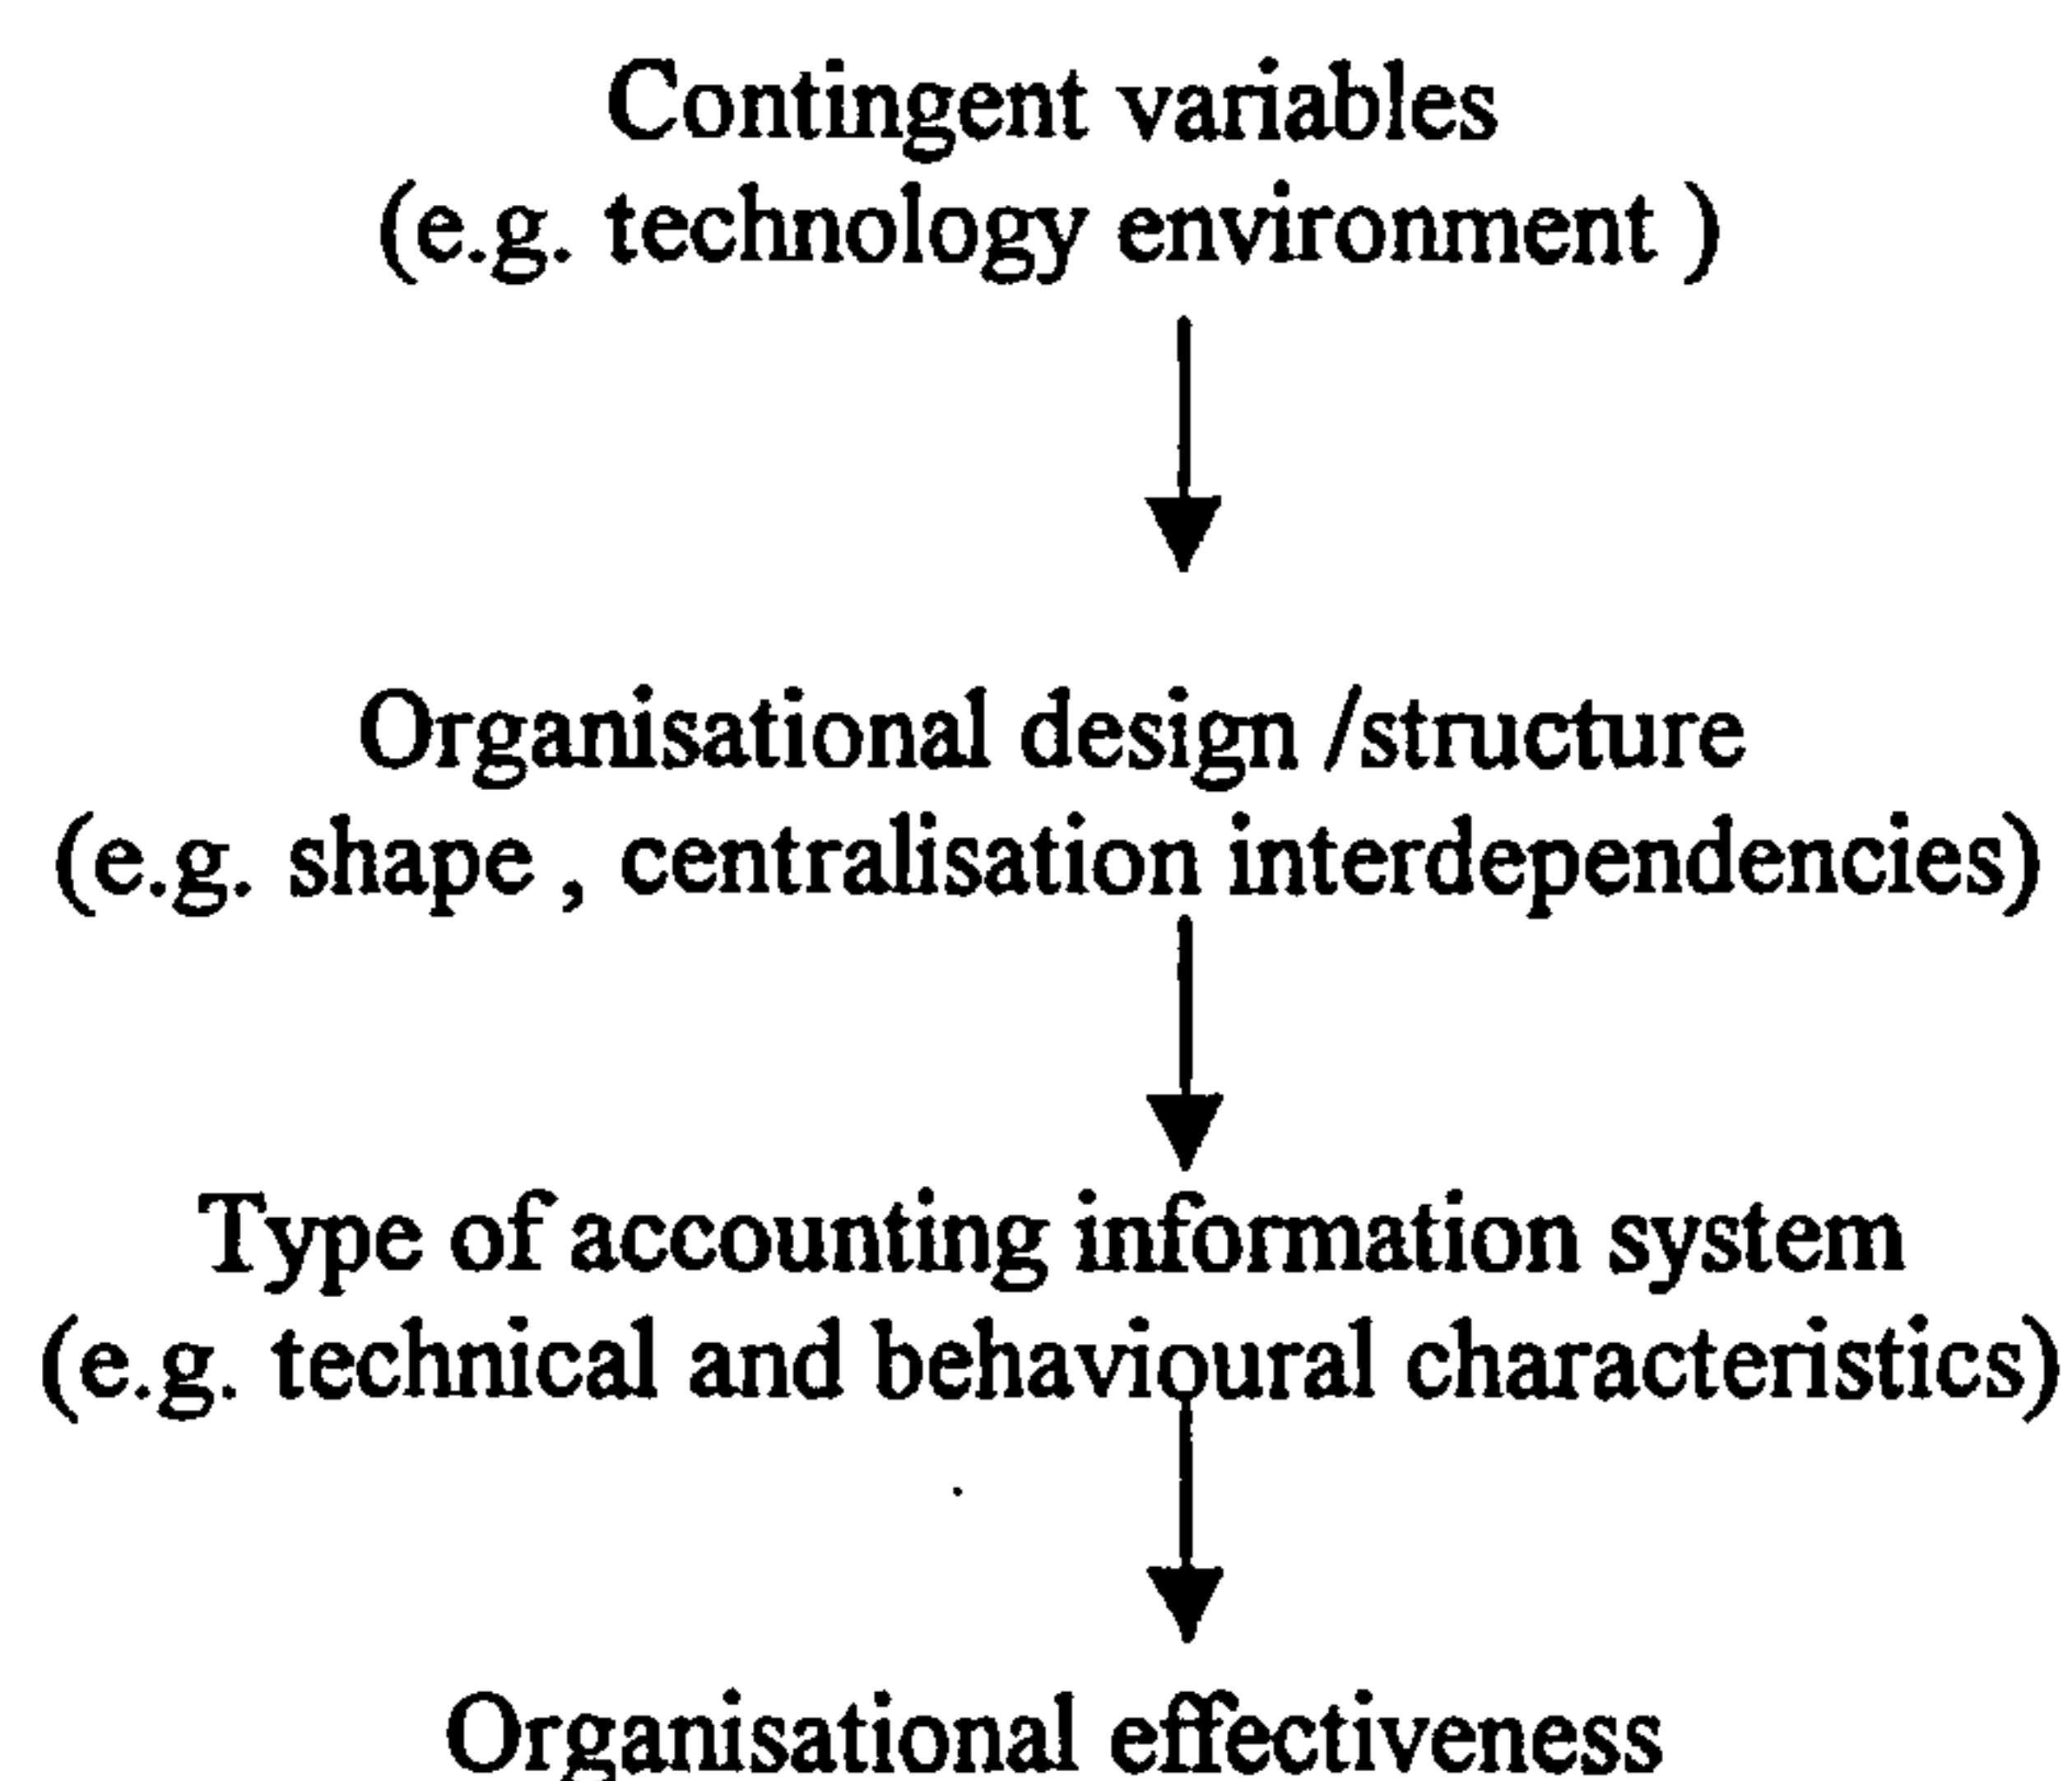 Contingent variables
(e.g. technology environment )
Organisational design /structure
(e.g. shape , centralisation interdependencies)
Type of accounting information system
(e.g. technical and behavioural characteristics)
Organisational effectiveness